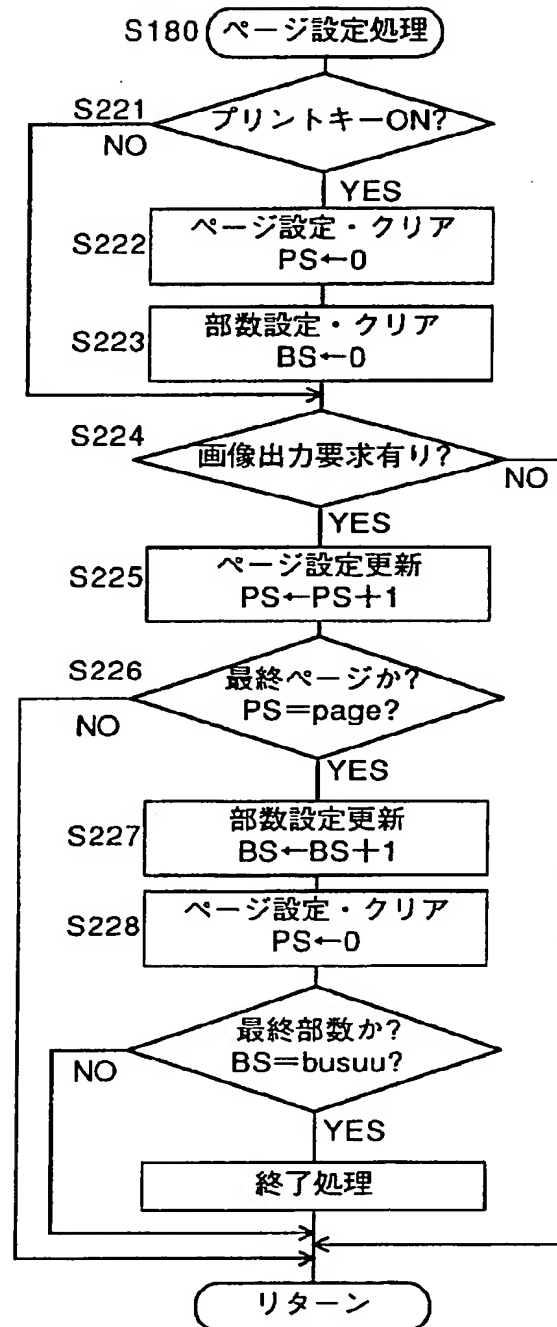 S180 ページ設定処理
S221 プリントキーON?
NO
YES
S222 ページ設定・クリア
PS←0
S223 部数設定・クリア
BS←0
S224 画像出力要求有り?
NO
YES
S225 ページ設定更新
PS←PS+1
S226 最終ページか?
NO PS=page?
YES
S227 部数設定更新
BS←BS+1
S228 ページ設定・クリア
PS←0
最終部数か?
NO BS=busuu?
YES
終了処理
リターン